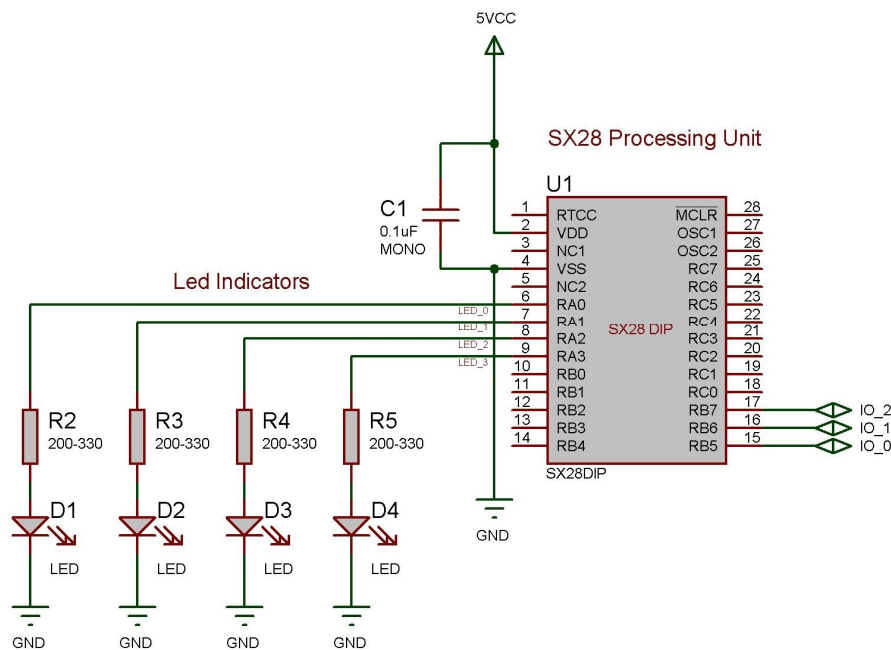 5VCC
SX28 Processing Unit
U1
C1
0.1uF
MONO
1 RTCC MCLR 28
2 VDD OSC1 27
3 NC1 OSC2 26
4 VSS RC7 25
5 NC2 RC6 24
6 RA0 RC5 23
7 RA1 RC4 22
8 RA2 RC3 21
9 RA3 RC2 20
10 RB0 RC1 19
11 RB1 RC0 18
12 RB2 RB7 17
13 RB3 RB6 16
14 RB4 RB5 15
SX28 DIP
SX28DIP
Led Indicators
LED_0
LED_1
LED_2
LED_3
IO_2
IO_1
IO_0
R2
200-330
R3
200-330
R4
200-330
R5
200-330
D1
LED
D2
LED
D3
LED
D4
LED
GND
GND
GND
GND
GND